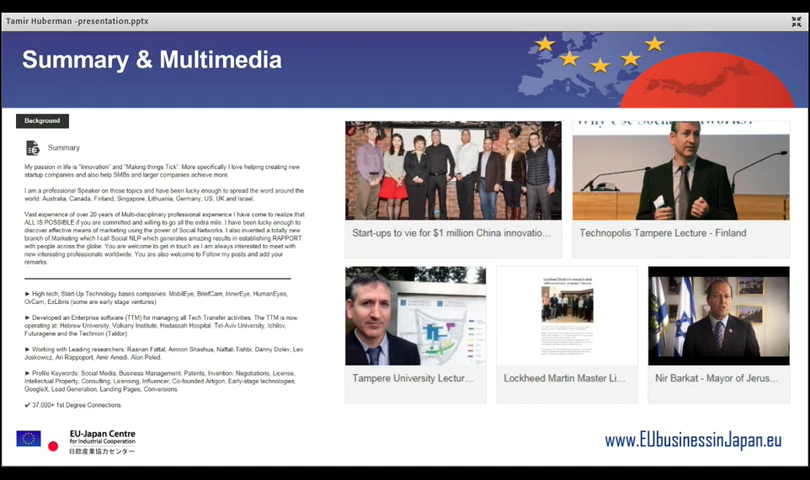 Tamir Huberman -presentation.pptx
Summary & Multimedia
Background
Summary
My passion in life is "Innovation" and "Making things Tick". More specifically I love helping creating new
startup companies and also help SMBs and larger companies achieve more.
I am a professional Speaker on those topics and have been lucky enough to spread the word around the
world. Australia, Canada, Finland, Singapore, Lithuania, Germany, US, UK and Israel.
Vast experience of over 20 years of Multi-disciplinary professional experience I have come to realize that
ALL IS POSSIBLE if you are committed and willing to go all the extra mile. I have been lucky enough to
discover effective means of marketing using the power of Social Networks. I also invented a totally new
branch of Marketing which I call Social NLP which generates amazing results in establishing RAPPORT
with people across the globe. You are welcome to get in touch as I am always interested to meet with
new interesting professionals worldwide. You are also welcome to Follow my posts and add your
remarks.
► High tech, Start-Up Technology bases companies: MobilEye, BriefCam, InnerEye, HumanEyes,
OrCam, ExLibris (some are early stage ventures)
► Developed an Enterprise software (TTM) for managing all Tech Transfer activities. The TTM is now
operating at: Hebrew University, Volkany Institute, Hadassah Hospital, Tel-Aviv University, Ichilov,
Futuragene and the Technion (Taldor)
► Working with Leading researchers: Raanan Fattal, Amnon Shashua, Naftali Tishbi, Danny Dolev, Leo
Joskowicz, Ari Rappoport, Amir Amedi, Alon Peled.
► Profile Keywords: Social Media, Business Management, Patents, Invention, Negotiations, License,
Intellectual Property, Consulting, Licensing, Influencer, Co-founded Artigon, Early-stage technologies,
GoogleX, Lead Generation, Landing Pages, Conversions
✔ 37,000+ 1st Degree Connections
Start-ups to vie for $1 million China innovatio...
Why Use Social Networks?
Technopolis Tampere Lecture - Finland
Tampere University Lectur...
Lockheed Martin Master Li...
Nir Barkat - Mayor of Jerus...
EU-Japan Centre
for Industrial Cooperation
日欧産業協力センター
www.EUbusinessinJapan.eu